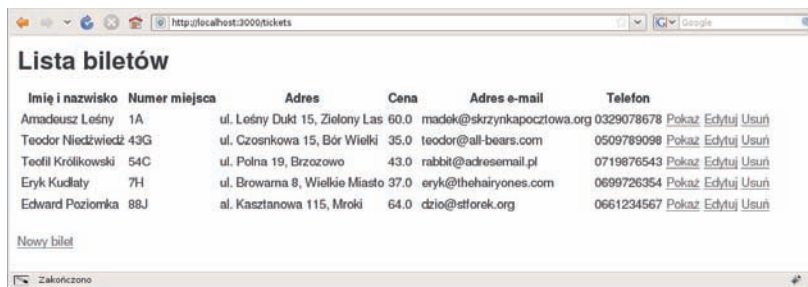 http://localhost:3000/tickets
Google
Lista biletów
Imię i nazwisko Numer miejsca Adres Cena Adres e-mail Telefon
Amadeusz Leśny 1A ul. Leśny Dukt 15, Zielony Las 60.0 madek@skrzynkapocztowa.org 0329078678 Pokaż Edytuj Usuń
Teodor Niedźwiedź 43G ul. Czosnkowa 15, Bór Wielki 35.0 teodor@all-bears.com 0509789098 Pokaż Edytuj Usuń
Teofil Królikowski 54C ul. Polna 19, Brzozowo 43.0 rabbit@adresemail.pl 0719876543 Pokaż Edytuj Usuń
Eryk Kudłaty 7H ul. Browarna 8, Wielkie Miasto 37.0 eryk@thehairyones.com 0699726354 Pokaż Edytuj Usuń
Edward Poziomka 88J al. Kasztanowa 115, Mroki 64.0 dzio@stforek.org 0661234567 Pokaż Edytuj Usuń
Nowy bilet
Zakończono